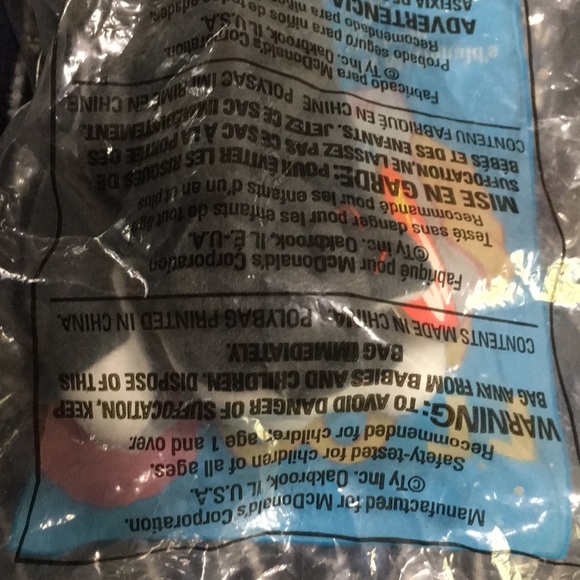 Manufactured for McDonald's Corporation.
©Ty Inc. Oakbrook, IL U.S.A.
Safety-tested for children of all ages.
Recommended for children age 1 and over.
WARNING: TO AVOID DANGER OF SUFFOCATION, KEEP
BAG AWAY FROM BABIES AND CHILDREN. DISPOSE OF THIS
BAG IMMEDIATELY.
CONTENTS MADE IN CHINA POLYBAG PRINTED IN CHINA.
Fabriqué pour McDonald's Corporation
©Ty Inc. Oakbrook, IL É.-U.A.
Testé sans danger pour les enfants de tout âge
Recommandé pour les enfants d'un an et plus
MISE EN GARDE: POUR ÉVITER LES RISQUES DE
SUFFOCATION, NE LAISSEZ PAS CE SAC À LA PORTÉE DES
BÉBÉS ET DES ENFANTS. JETEZ CE SAC IMMÉDIATEMENT.
CONTENU FABRIQUÉ EN CHINE POLYSAC IMPRIMÉ EN CHINE
Fabricado para McDonald's Corporation.
© Ty Inc. Oakbrook, IL U.S.A.
Probado seguro para niños de edades.
Recomendado para niños
ADVERTENCIA
ASFIXIA